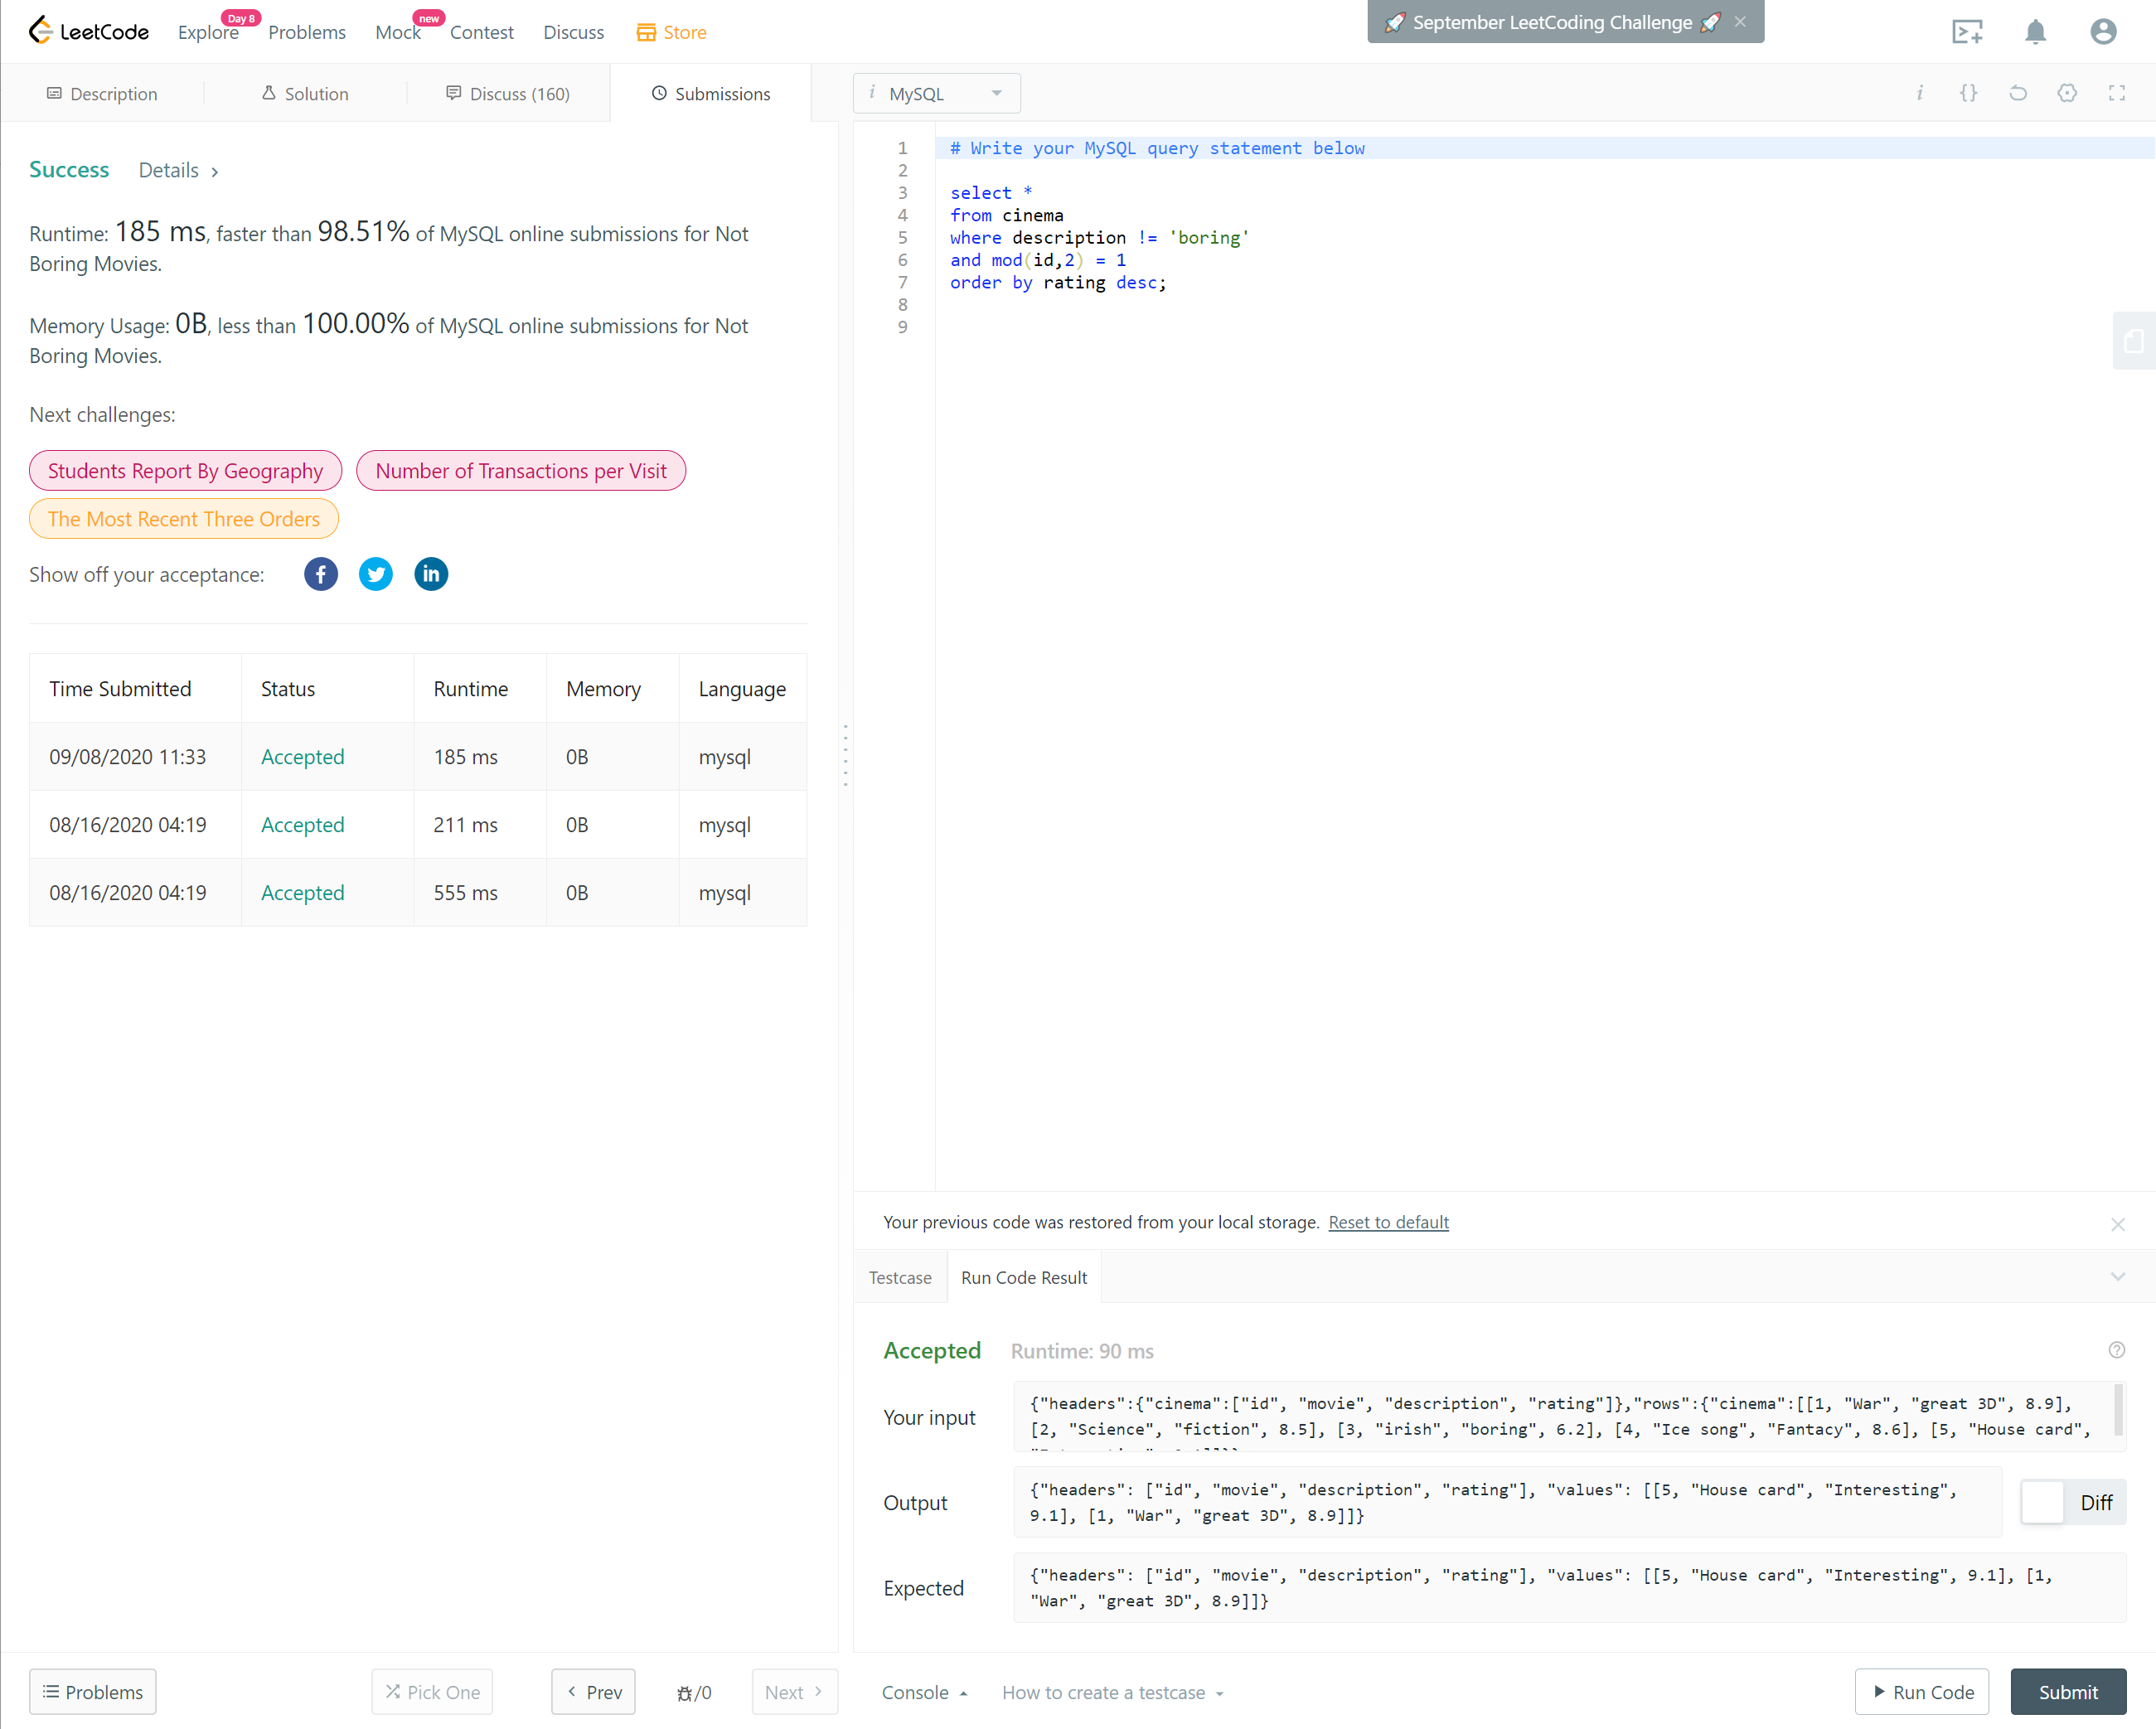 LeetCode
Explore
Day 8
Problems
Mock
new
Contest
Discuss
Store
🚀 September LeetCoding Challenge 🚀
Description
Solution
Discuss (160)
Submissions
i MySQL
Success
Details
Runtime: 185 ms, faster than 98.51% of MySQL online submissions for Not
Boring Movies.
Memory Usage: 0B, less than 100.00% of MySQL online submissions for Not
Boring Movies.
Next challenges:
Students Report By Geography
Number of Transactions per Visit
The Most Recent Three Orders
Show off your acceptance:
Time Submitted Status Runtime Memory Language
09/08/2020 11:33 Accepted 185 ms 0B mysql
08/16/2020 04:19 Accepted 211 ms 0B mysql
08/16/2020 04:19 Accepted 555 ms 0B mysql
1 # Write your MySQL query statement below
2
3 select *
4 from cinema
5 where description != 'boring'
6 and mod(id,2) = 1
7 order by rating desc;
8
9
Your previous code was restored from your local storage. Reset to default
Testcase
Run Code Result
Accepted Runtime: 90 ms
Your input
{"headers":{"cinema":["id", "movie", "description", "rating"]},"rows":{"cinema":[[1, "War", "great 3D", 8.9],
[2, "Science", "fiction", 8.5], [3, "irish", "boring", 6.2], [4, "Ice song", "Fantacy", 8.6], [5, "House card",
Output
{"headers": ["id", "movie", "description", "rating"], "values": [[5, "House card", "Interesting",
9.1], [1, "War", "great 3D", 8.9]]}
Diff
Expected
{"headers": ["id", "movie", "description", "rating"], "values": [[5, "House card", "Interesting", 9.1], [1,
"War", "great 3D", 8.9]]}
Problems
Pick One
Prev
/0
Next
Console
How to create a testcase
Run Code
Submit